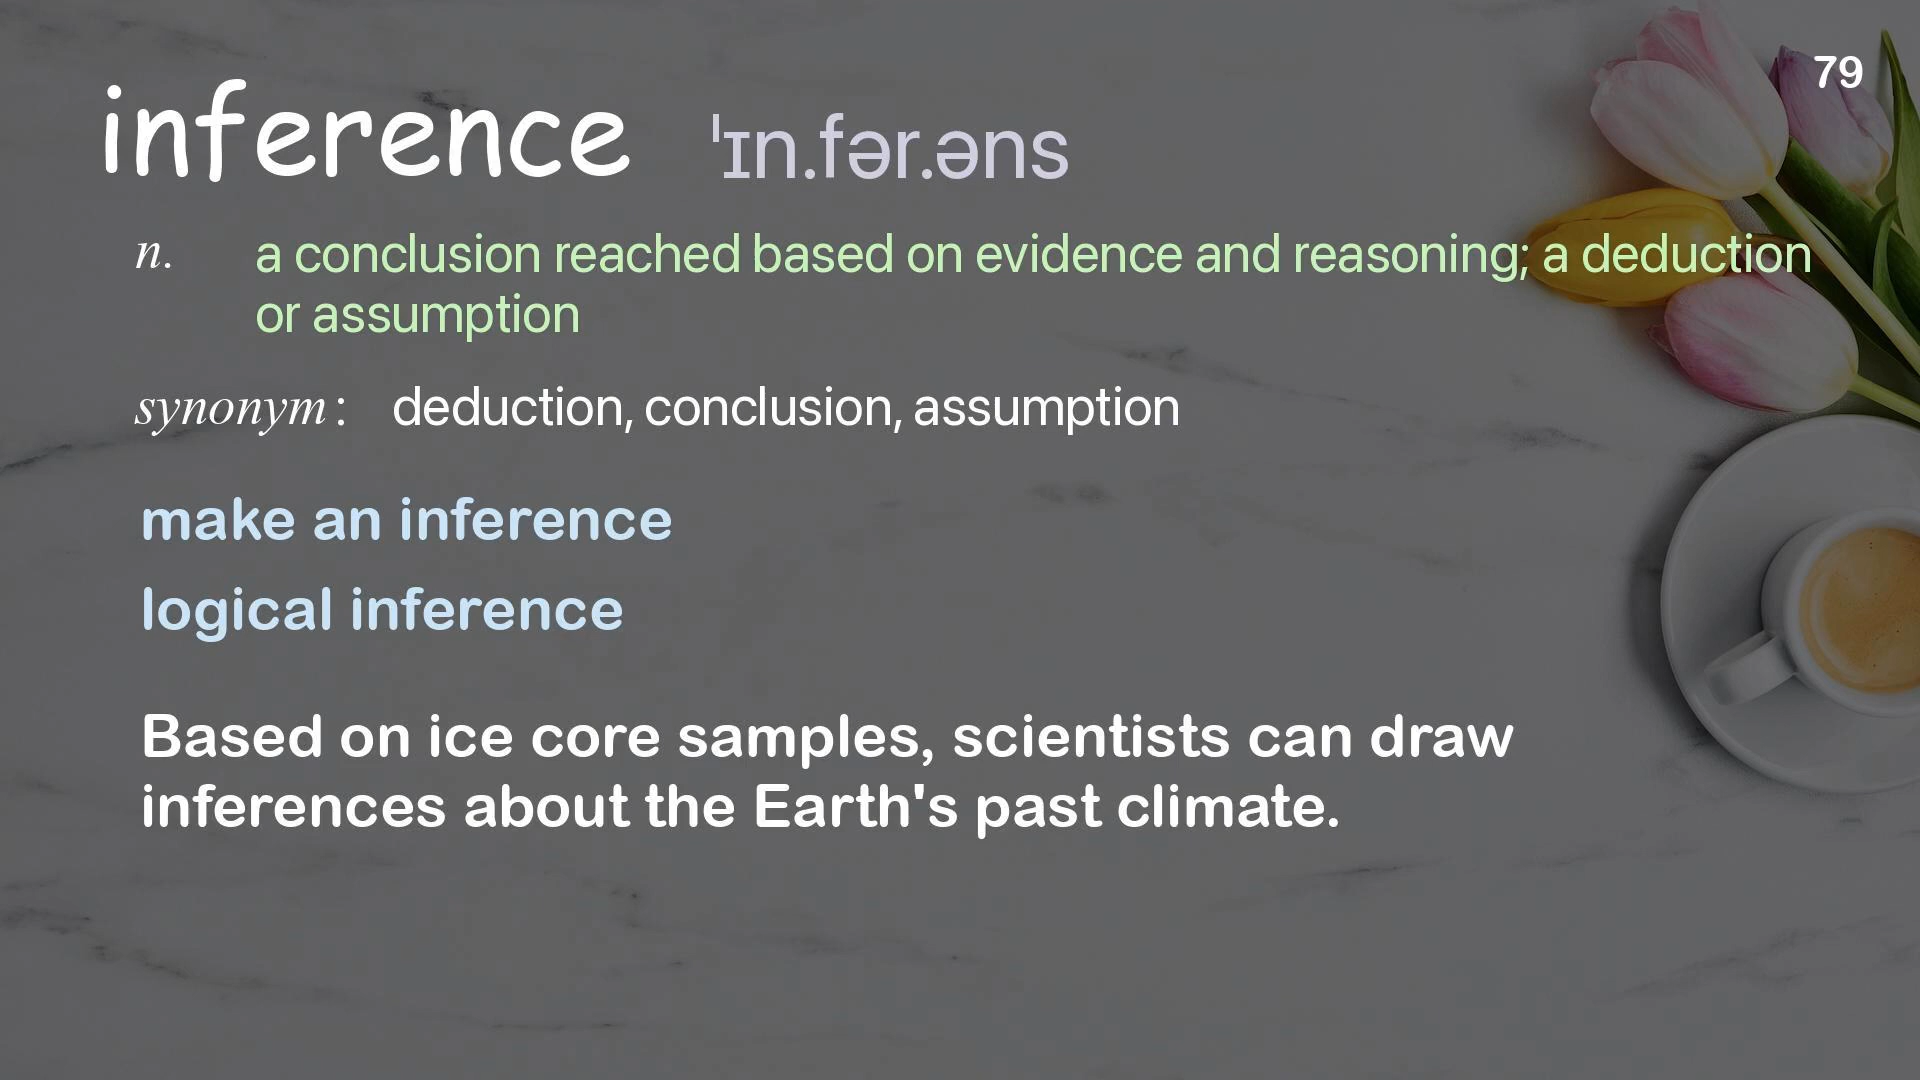 79
inference ˈɪn.fər.əns
n. a conclusion reached based on evidence and reasoning; a deduction
or assumption
synonym: deduction, conclusion, assumption
make an inference
logical inference
Based on ice core samples, scientists can draw
inferences about the Earth's past climate.